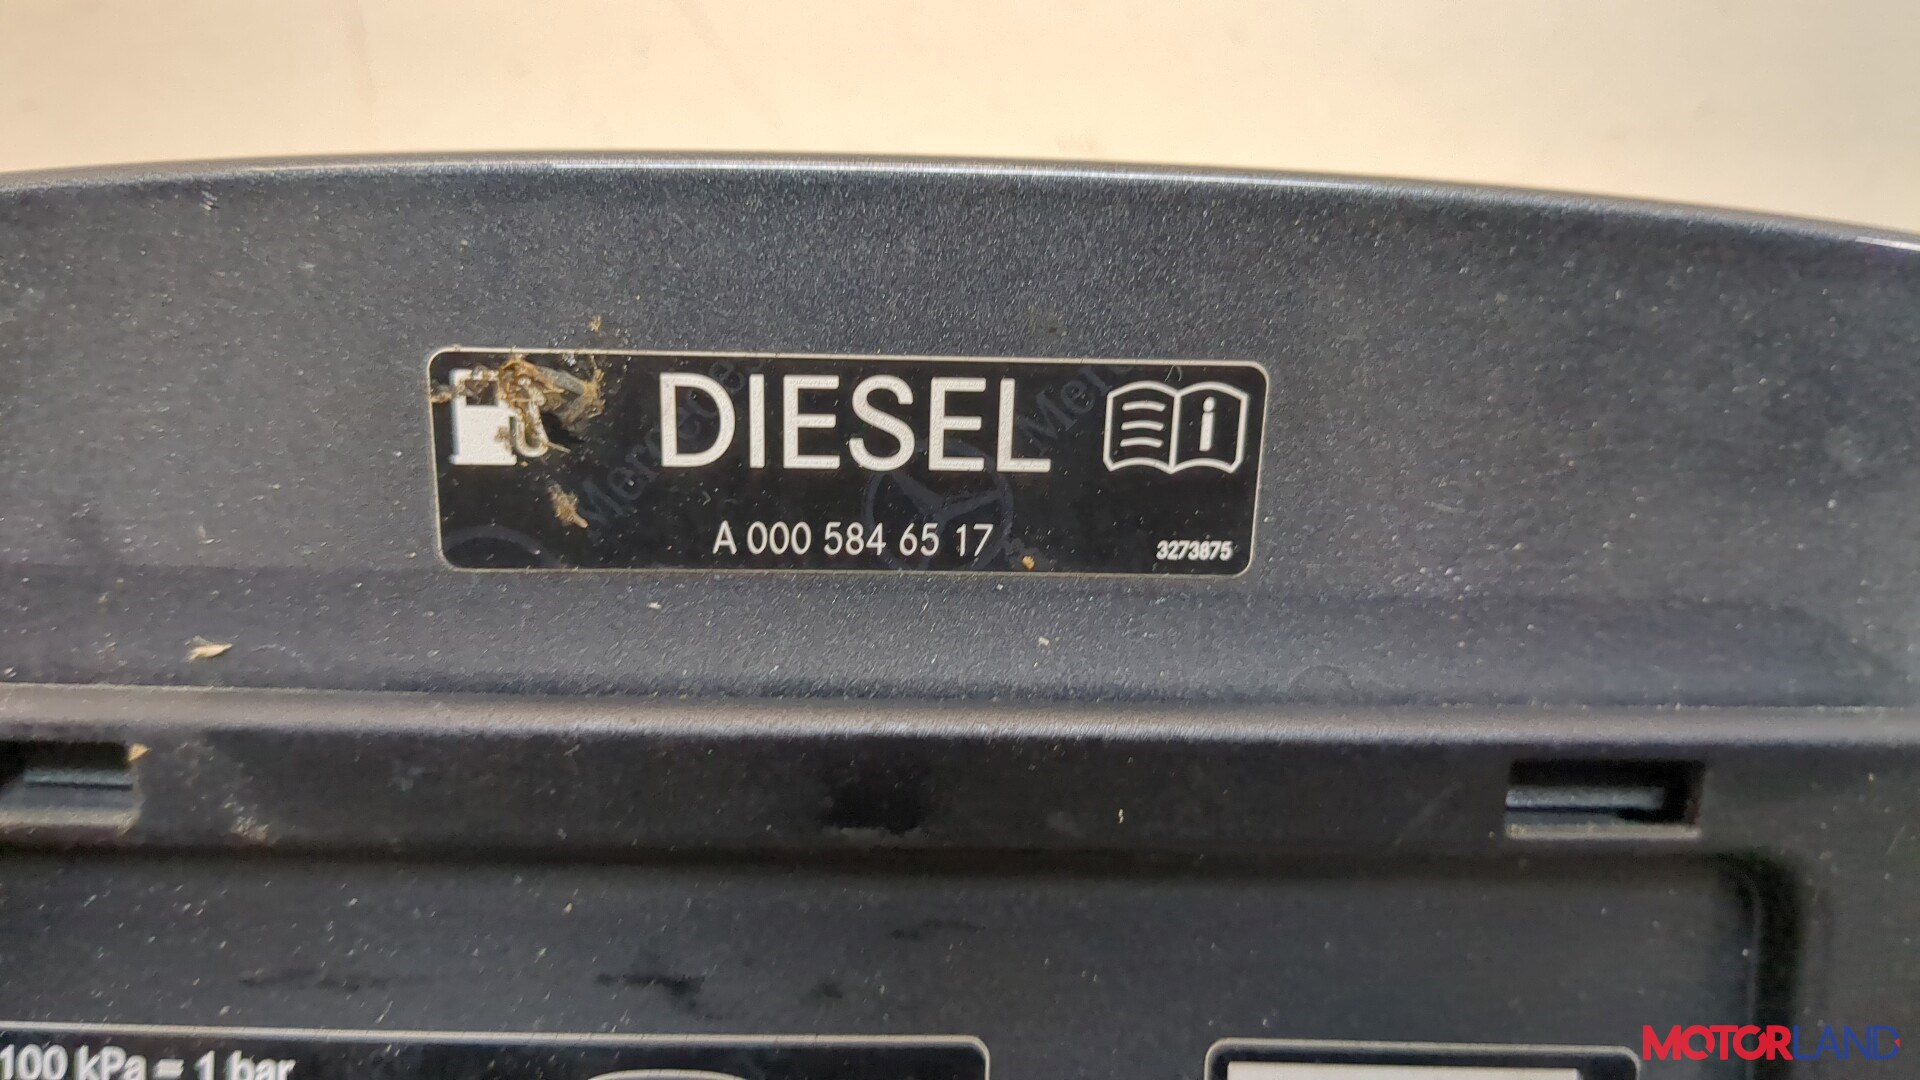 DIESEL
A 000 584 65 17
3273875
100 kPa = 1 bar
MOTORLAND